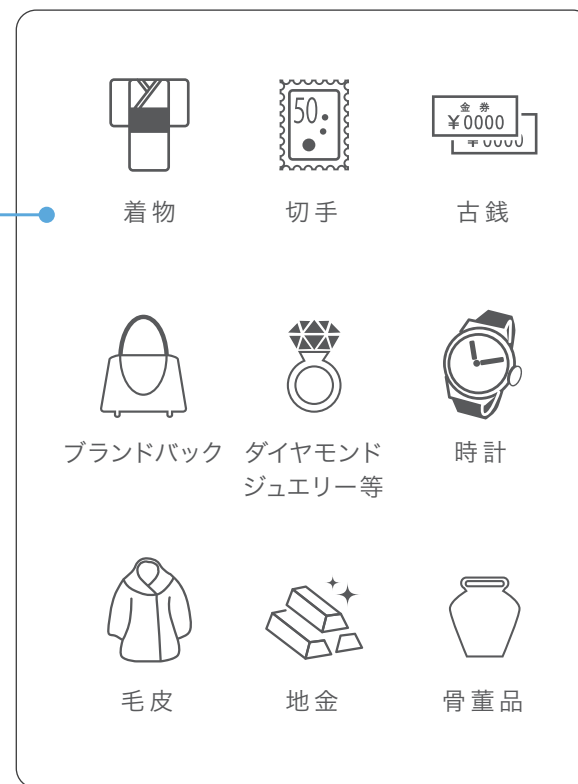 50
金券
¥0000
¥0000
着物
切手
古銭
ブランドバック
ダイヤモンド
ジュエリー等
時計
毛皮
地金
骨董品